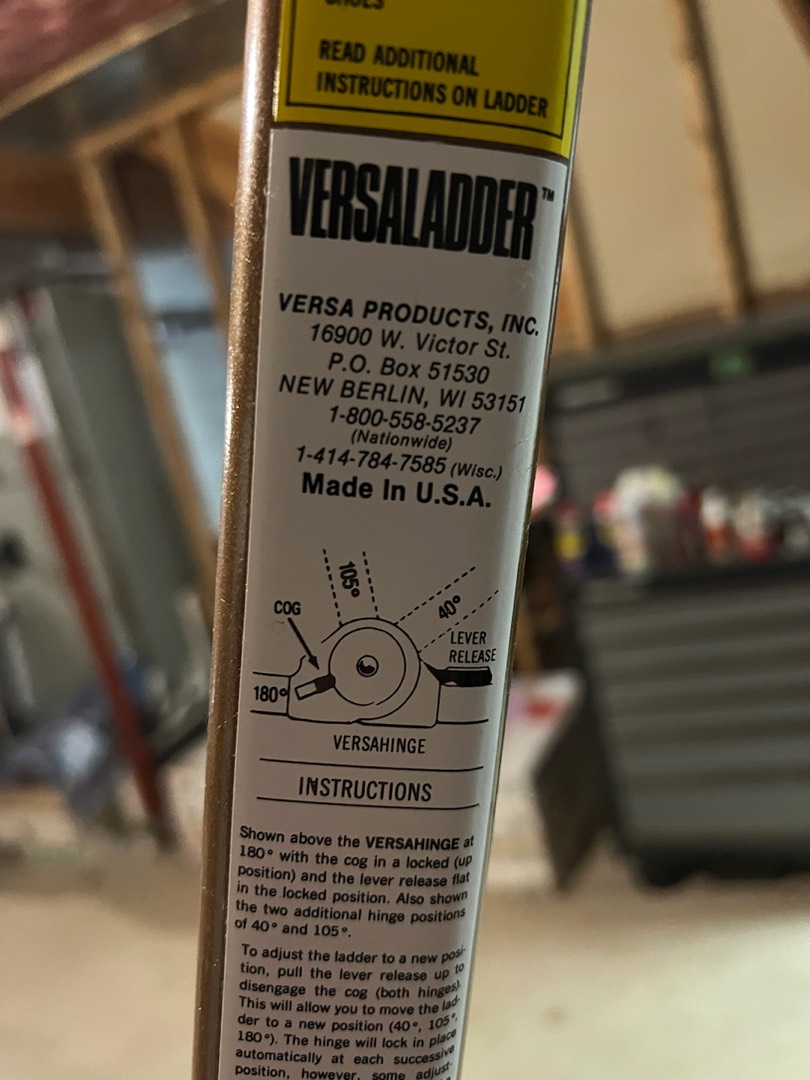 SHOES
READ ADDITIONAL
INSTRUCTIONS ON LADDER
VERSALADDER™
VERSA PRODUCTS, INC.
16900 W. Victor St.
P.O. Box 51530
NEW BERLIN, WI 53151
1-800-558-5237
(Nationwide)
1-414-784-7585 (Wisc.)
Made In U.S.A.
105°
40°
COG
LEVER
RELEASE
180°
VERSAHINGE
INSTRUCTIONS
Shown above the VERSAHINGE at
180° with the cog in a locked (up
position) and the lever release flat
in the locked position. Also shown
the two additional hinge positions
of 40° and 105°.
To adjust the ladder to a new posi-
tion, pull the lever release up to
disengage the cog (both hinges).
This will allow you to move the lad-
der to a new position (40°, 105°,
180°). The hinge will lock in place
automatically at each successive
position, however, some adjust-